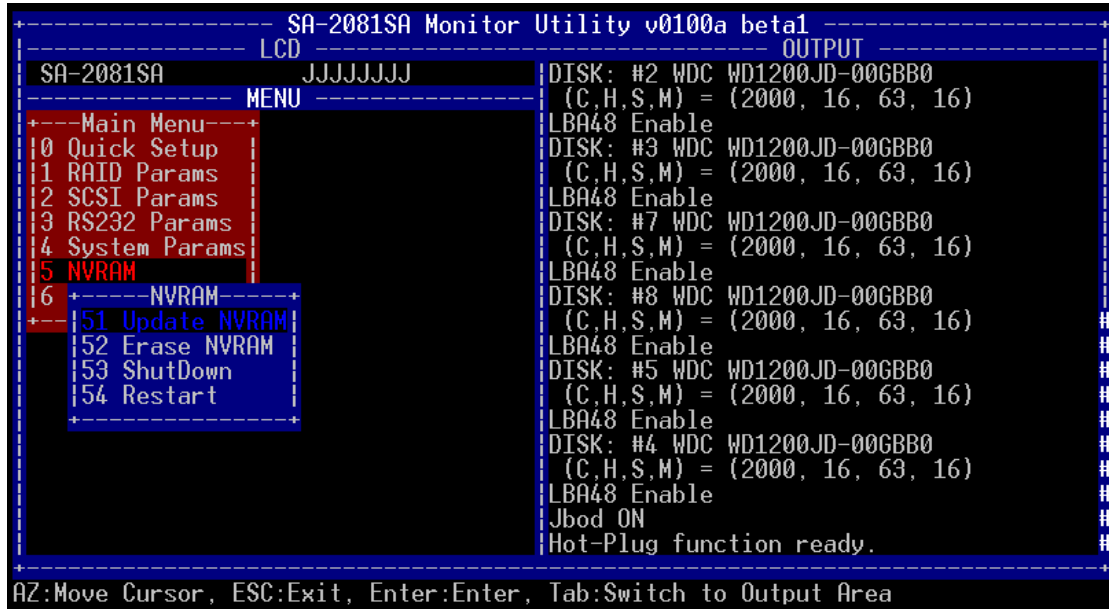 SA-2081SA Monitor Utility v0100a beta1
LCD
SA-2081SA JJJJJJJJ
MENU
Main Menu
0 Quick Setup
1 RAID Params
2 SCSI Params
3 RS232 Params
4 System Params
5 NVRAM
6
NVRAM
51 Update NVRAM
52 Erase NVRAM
53 ShutDown
54 Restart
OUTPUT
DISK: #2 WDC WD1200JD-00GBB0
(C,H,S,M) = (2000, 16, 63, 16)
LBA48 Enable
DISK: #3 WDC WD1200JD-00GBB0
(C,H,S,M) = (2000, 16, 63, 16)
LBA48 Enable
DISK: #7 WDC WD1200JD-00GBB0
(C,H,S,M) = (2000, 16, 63, 16)
LBA48 Enable
DISK: #8 WDC WD1200JD-00GBB0
(C,H,S,M) = (2000, 16, 63, 16)
LBA48 Enable
DISK: #5 WDC WD1200JD-00GBB0
(C,H,S,M) = (2000, 16, 63, 16)
LBA48 Enable
DISK: #4 WDC WD1200JD-00GBB0
(C,H,S,M) = (2000, 16, 63, 16)
LBA48 Enable
Jbod ON
Hot-Plug function ready.
AZ:Move Cursor, ESC:Exit, Enter:Enter, Tab:Switch to Output Area